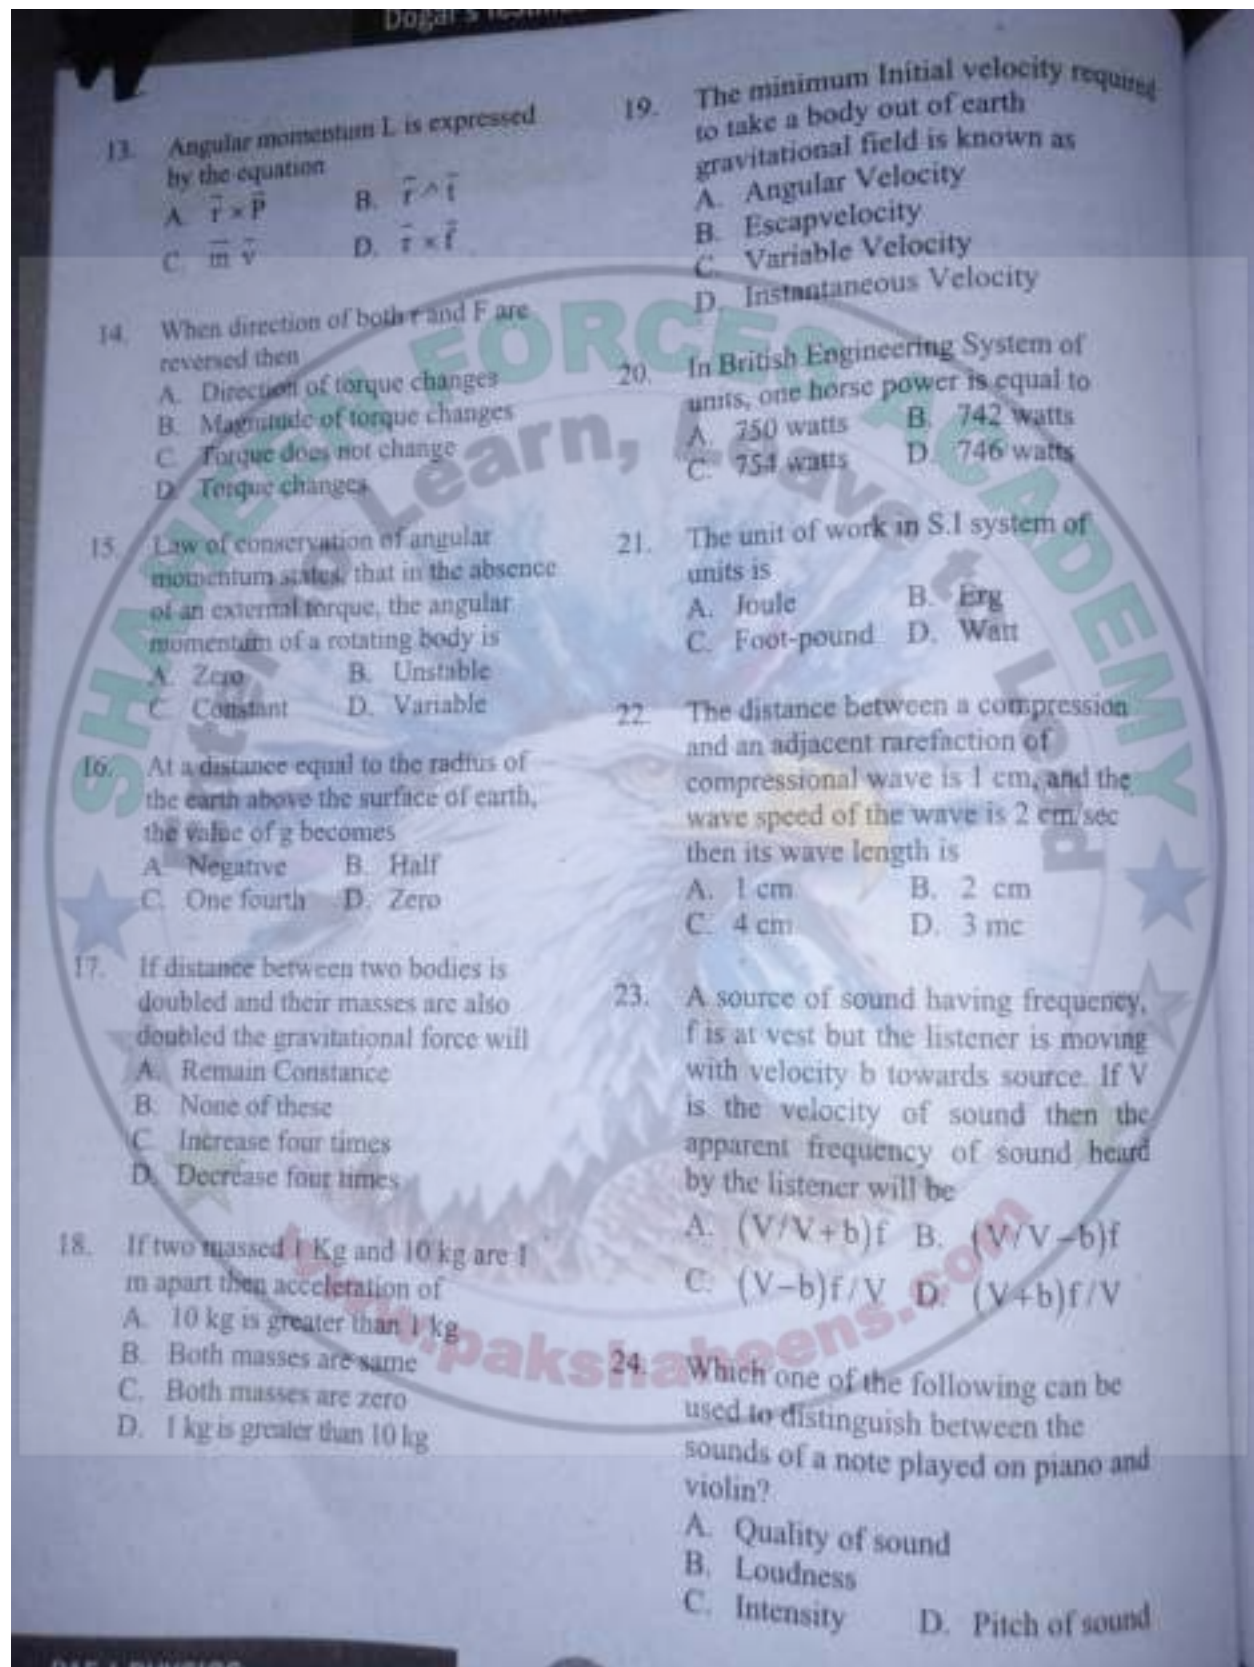 Dogar's
13. Angular momentum L is expressed
by the equation
A. r⃗ × P⃗ B. r⃗ ^ t⃗
C. m⃗ v⃗ D. τ⃗ × f⃗
14. When direction of both r and F are
reversed then
A. Direction of torque changes
B. Magnitude of torque changes
C. Torque does not change
D. Torque changes
15. Law of conservation of angular
momentum states, that in the absence
of an external torque, the angular
momentum of a rotating body is
A. Zero B. Unstable
C. Constant D. Variable
16. At a distance equal to the radius of
the earth above the surface of earth,
the value of g becomes
A. Negative B. Half
C. One fourth D. Zero
17. If distance between two bodies is
doubled and their masses are also
doubled the gravitational force will
A. Remain Constance
B. None of these
C. Increase four times
D. Decrease four times
18. If two massed 1 Kg and 10 kg are 1
m apart then acceleration of
A. 10 kg is greater than 1 kg
B. Both masses are same
C. Both masses are zero
D. 1 kg is greater than 10 kg
19. The minimum Initial velocity required
to take a body out of earth
gravitational field is known as
A. Angular Velocity
B. Escapvelocity
C. Variable Velocity
D. Instantaneous Velocity
20. In British Engineering System of
units, one horse power is equal to
A. 750 watts B. 742 watts
C. 754 watts D. 746 watts
21. The unit of work in S.I system of
units is
A. Joule B. Erg
C. Foot-pound D. Watt
22. The distance between a compression
and an adjacent rarefaction of
compressional wave is 1 cm, and the
wave speed of the wave is 2 cm/sec
then its wave length is
A. 1 cm B. 2 cm
C. 4 cm D. 3 mc
23. A source of sound having frequency,
f is at vest but the listener is moving
with velocity b towards source. If V
is the velocity of sound then the
apparent frequency of sound heard
by the listener will be
A. (V/V+b)f B. (V/V-b)f
C. (V-b)f/V D. (V+b)f/V
24. Which one of the following can be
used to distinguish between the
sounds of a note played on piano and
violin?
A. Quality of sound
B. Loudness
C. Intensity D. Pitch of sound
SHAHEEN FORCES ACADEMY
to Learn, Leave t Lead
www.pakshaheens.com